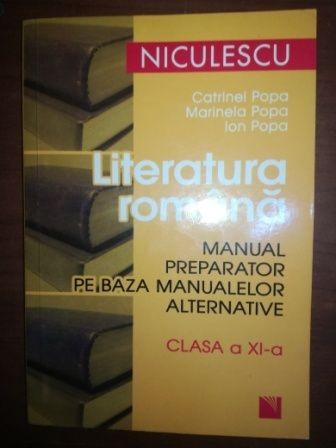 NICULESCU
Catrinel Popa
Marinela Popa
Ion Popa
Literatura
română
MANUAL
PREPARATOR
PE BAZA MANUALELOR
ALTERNATIVE
CLASA a XI-a